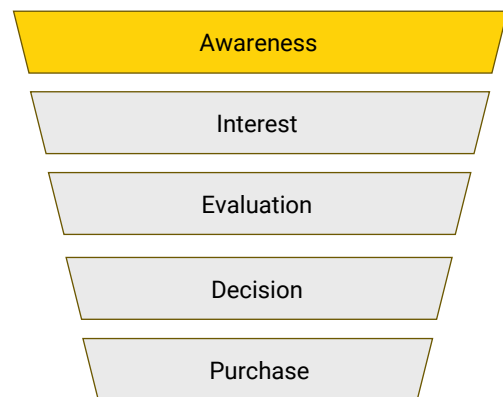 Awareness
Interest
Evaluation
Decision
Purchase